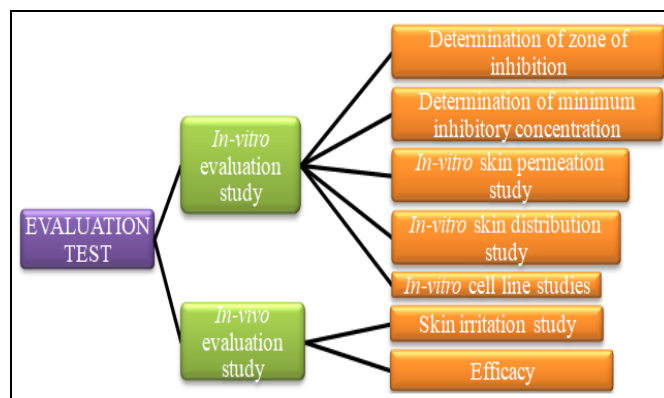 EVALUATION
TEST
In-vitro
evaluation
study
Determination of zone of
inhibition
Determination of minimum
inhibitory concentration
In-vitro skin permeation
study
In-vitro skin distribution
study
In-vitro cell line studies
In-vivo
evaluation
study
Skin irritation study
Efficacy